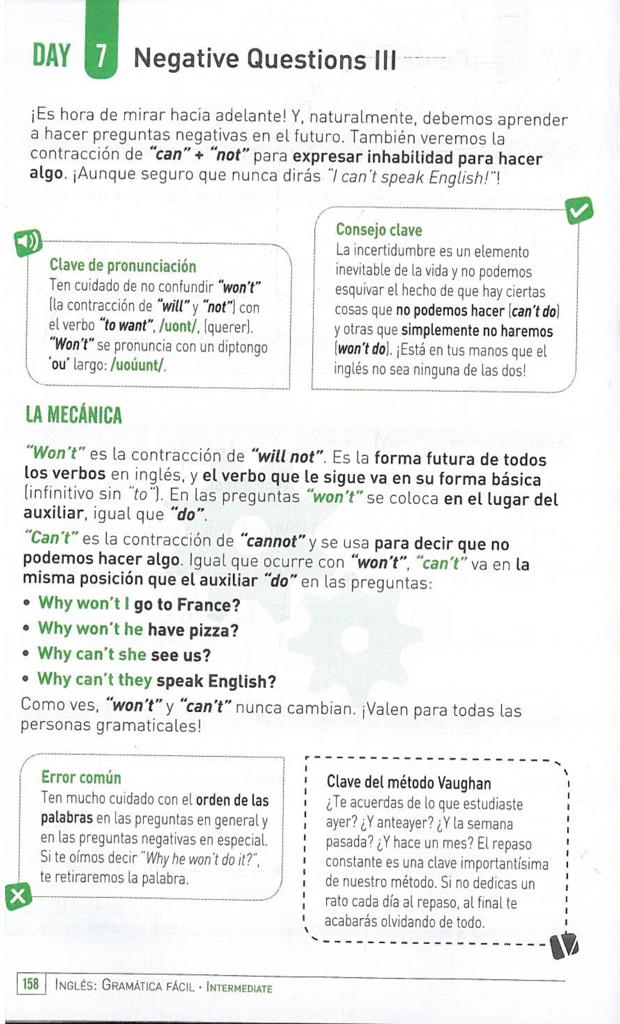 DAY 7 Negative Questions III
¡Es hora de mirar hacia adelante! Y, naturalmente, debemos aprender
a hacer preguntas negativas en el futuro. También veremos la
contracción de "can" + "not" para expresar inhabilidad para hacer
algo. ¡Aunque seguro que nunca dirás "I can't speak English!"!
Clave de pronunciación
Ten cuidado de no confundir "won't"
(la contracción de "will" y "not") con
el verbo "to want", /uont/, (querer).
"Won't" se pronuncia con un diptongo
'ou' largo: /uoúunt/.
Consejo clave
La incertidumbre es un elemento
inevitable de la vida y no podemos
esquivar el hecho de que hay ciertas
cosas que no podemos hacer (can't do)
y otras que simplemente no haremos
(won't do). ¡Está en tus manos que el
inglés no sea ninguna de las dos!
LA MECÁNICA
"Won't" es la contracción de "will not". Es la forma futura de todos
los verbos en inglés, y el verbo que le sigue va en su forma básica
(infinitivo sin "to"). En las preguntas "won't" se coloca en el lugar del
auxiliar, igual que "do".
"Can't" es la contracción de "cannot" y se usa para decir que no
podemos hacer algo. Igual que ocurre con "won't", "can't" va en la
misma posición que el auxiliar "do" en las preguntas:
• Why won't I go to France?
• Why won't he have pizza?
• Why can't she see us?
• Why can't they speak English?
Como ves, "won't" y "can't" nunca cambian. ¡Valen para todas las
personas gramaticales!
Error común
Ten mucho cuidado con el orden de las
palabras en las preguntas en general y
en las preguntas negativas en especial.
Si te oímos decir "Why he won't do it?",
te retiraremos la palabra.
Clave del método Vaughan
¿Te acuerdas de lo que estudiaste
ayer? ¿Y anteayer? ¿Y la semana
pasada? ¿Y hace un mes? El repaso
constante es una clave importantísima
de nuestro método. Si no dedicas un
rato cada día al repaso, al final te
acabarás olvidando de todo.
158 INGLÉS: GRAMÁTICA FÁCIL · INTERMEDIATE